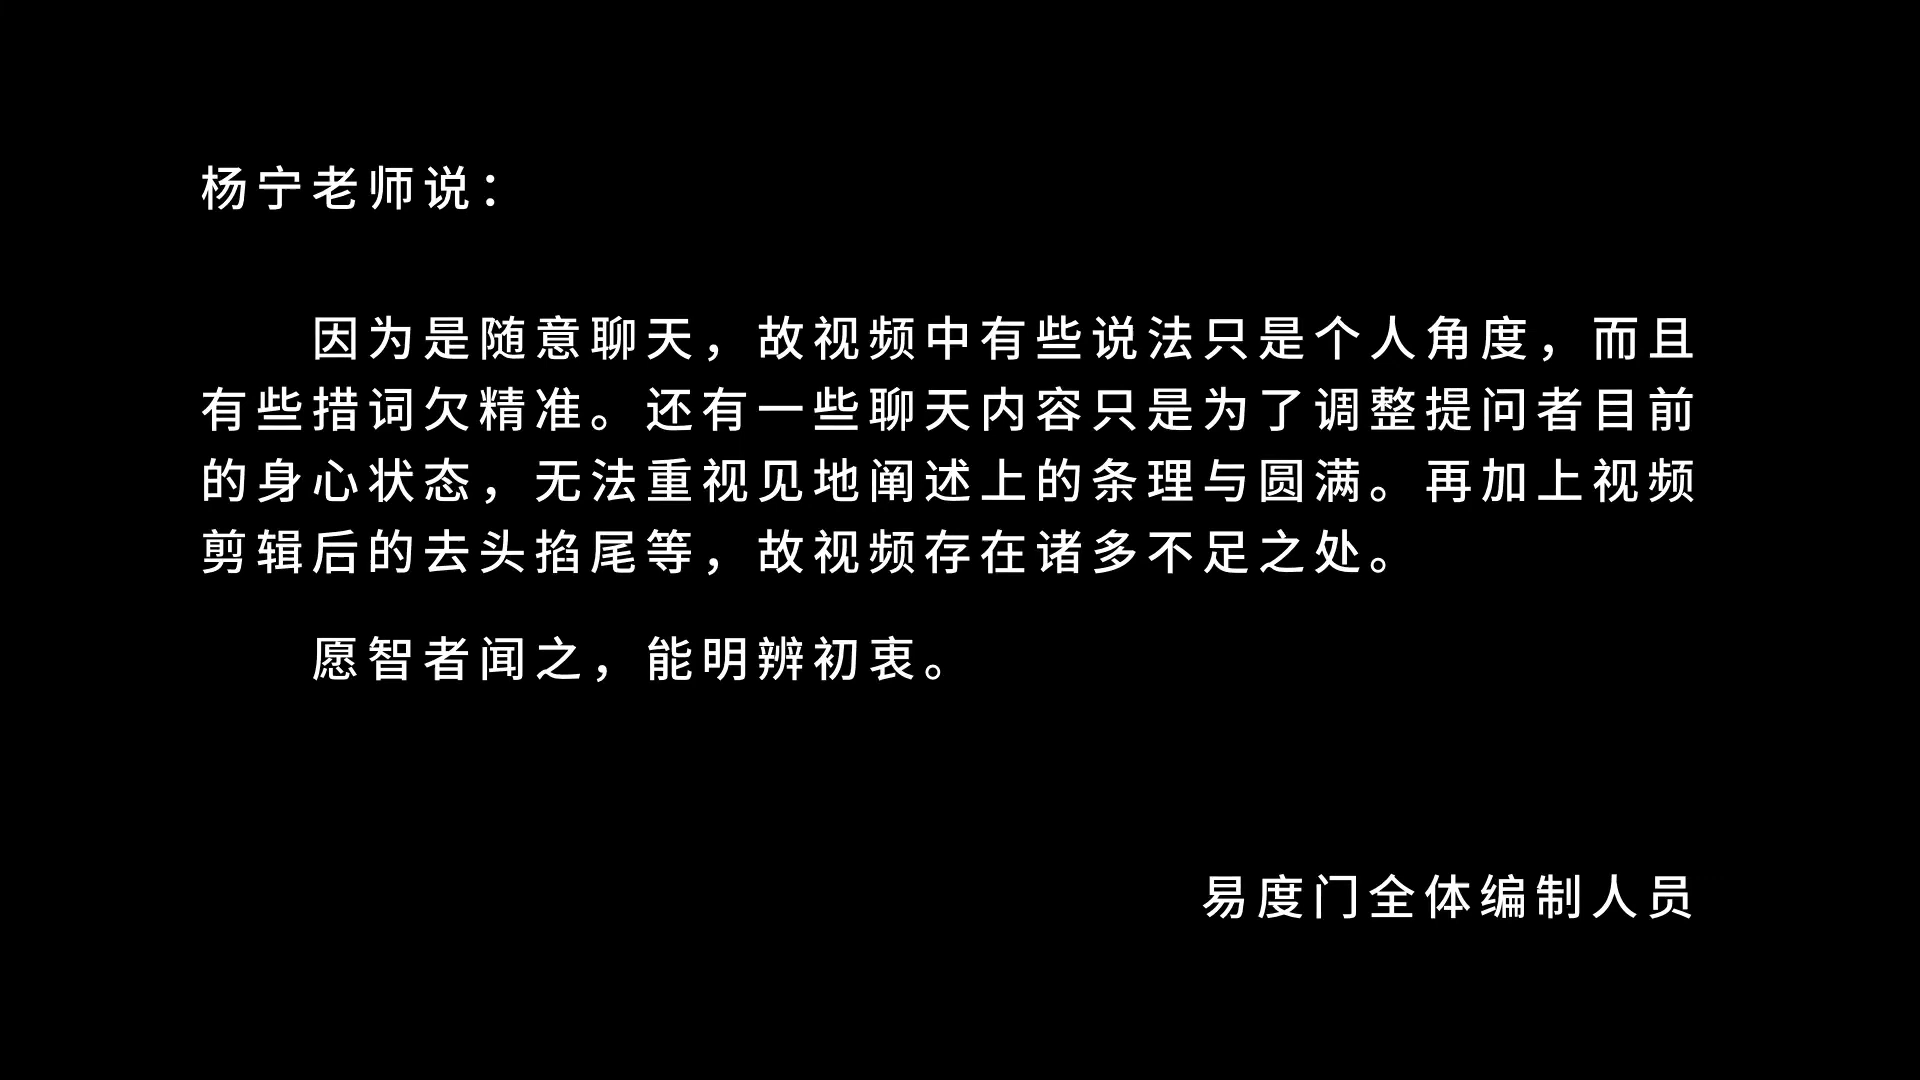 杨宁老师说：
因为是随意聊天，故视频中有些说法只是个人角度，而且
有些措词欠精准。还有一些聊天内容只是为了调整提问者目前
的身心状态，无法重视见地阐述上的条理与圆满。再加上视频
剪辑后的去头掐尾等，故视频存在诸多不足之处。
愿智者闻之，能明辨初衷。
易度门全体编制人员